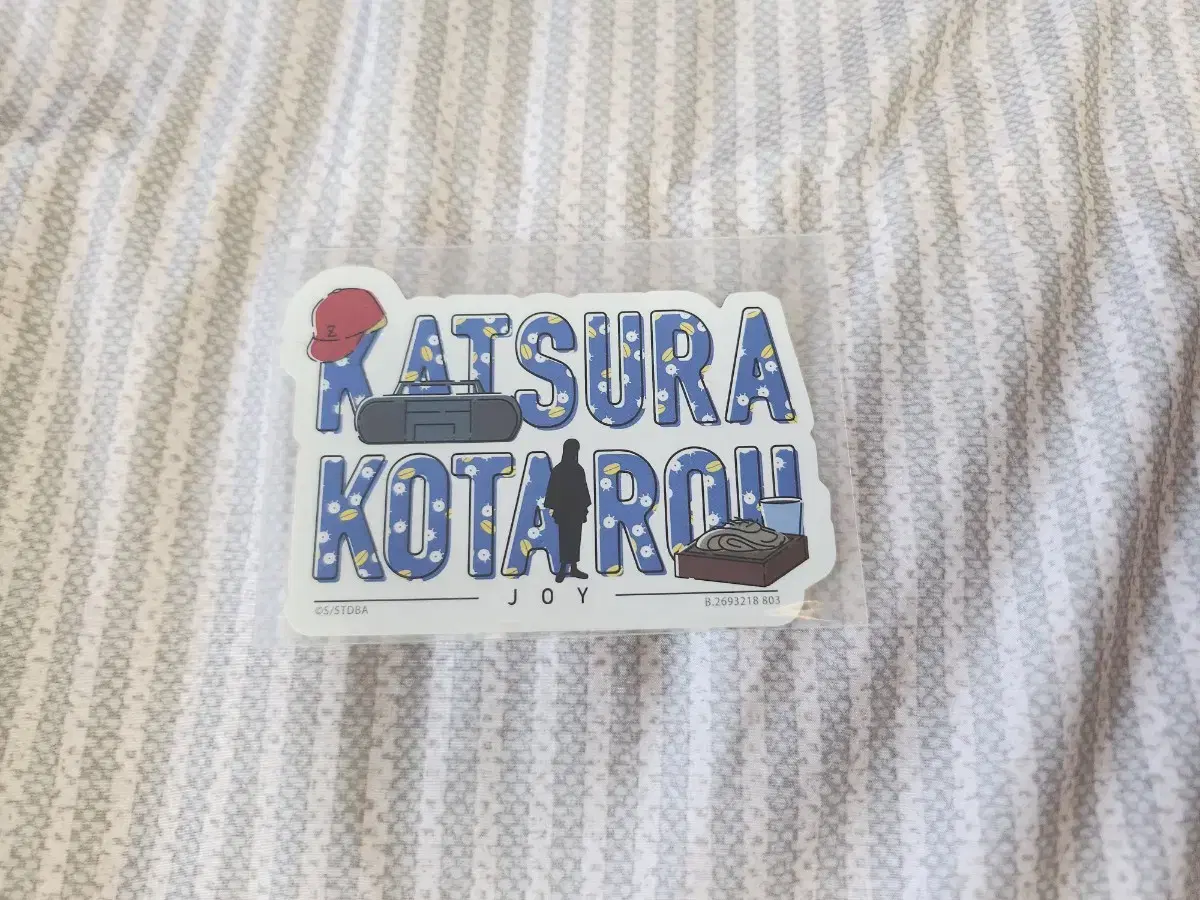 Z
KATSURA
KOTAROU
JOY
©S/STDBA B.2693218 803